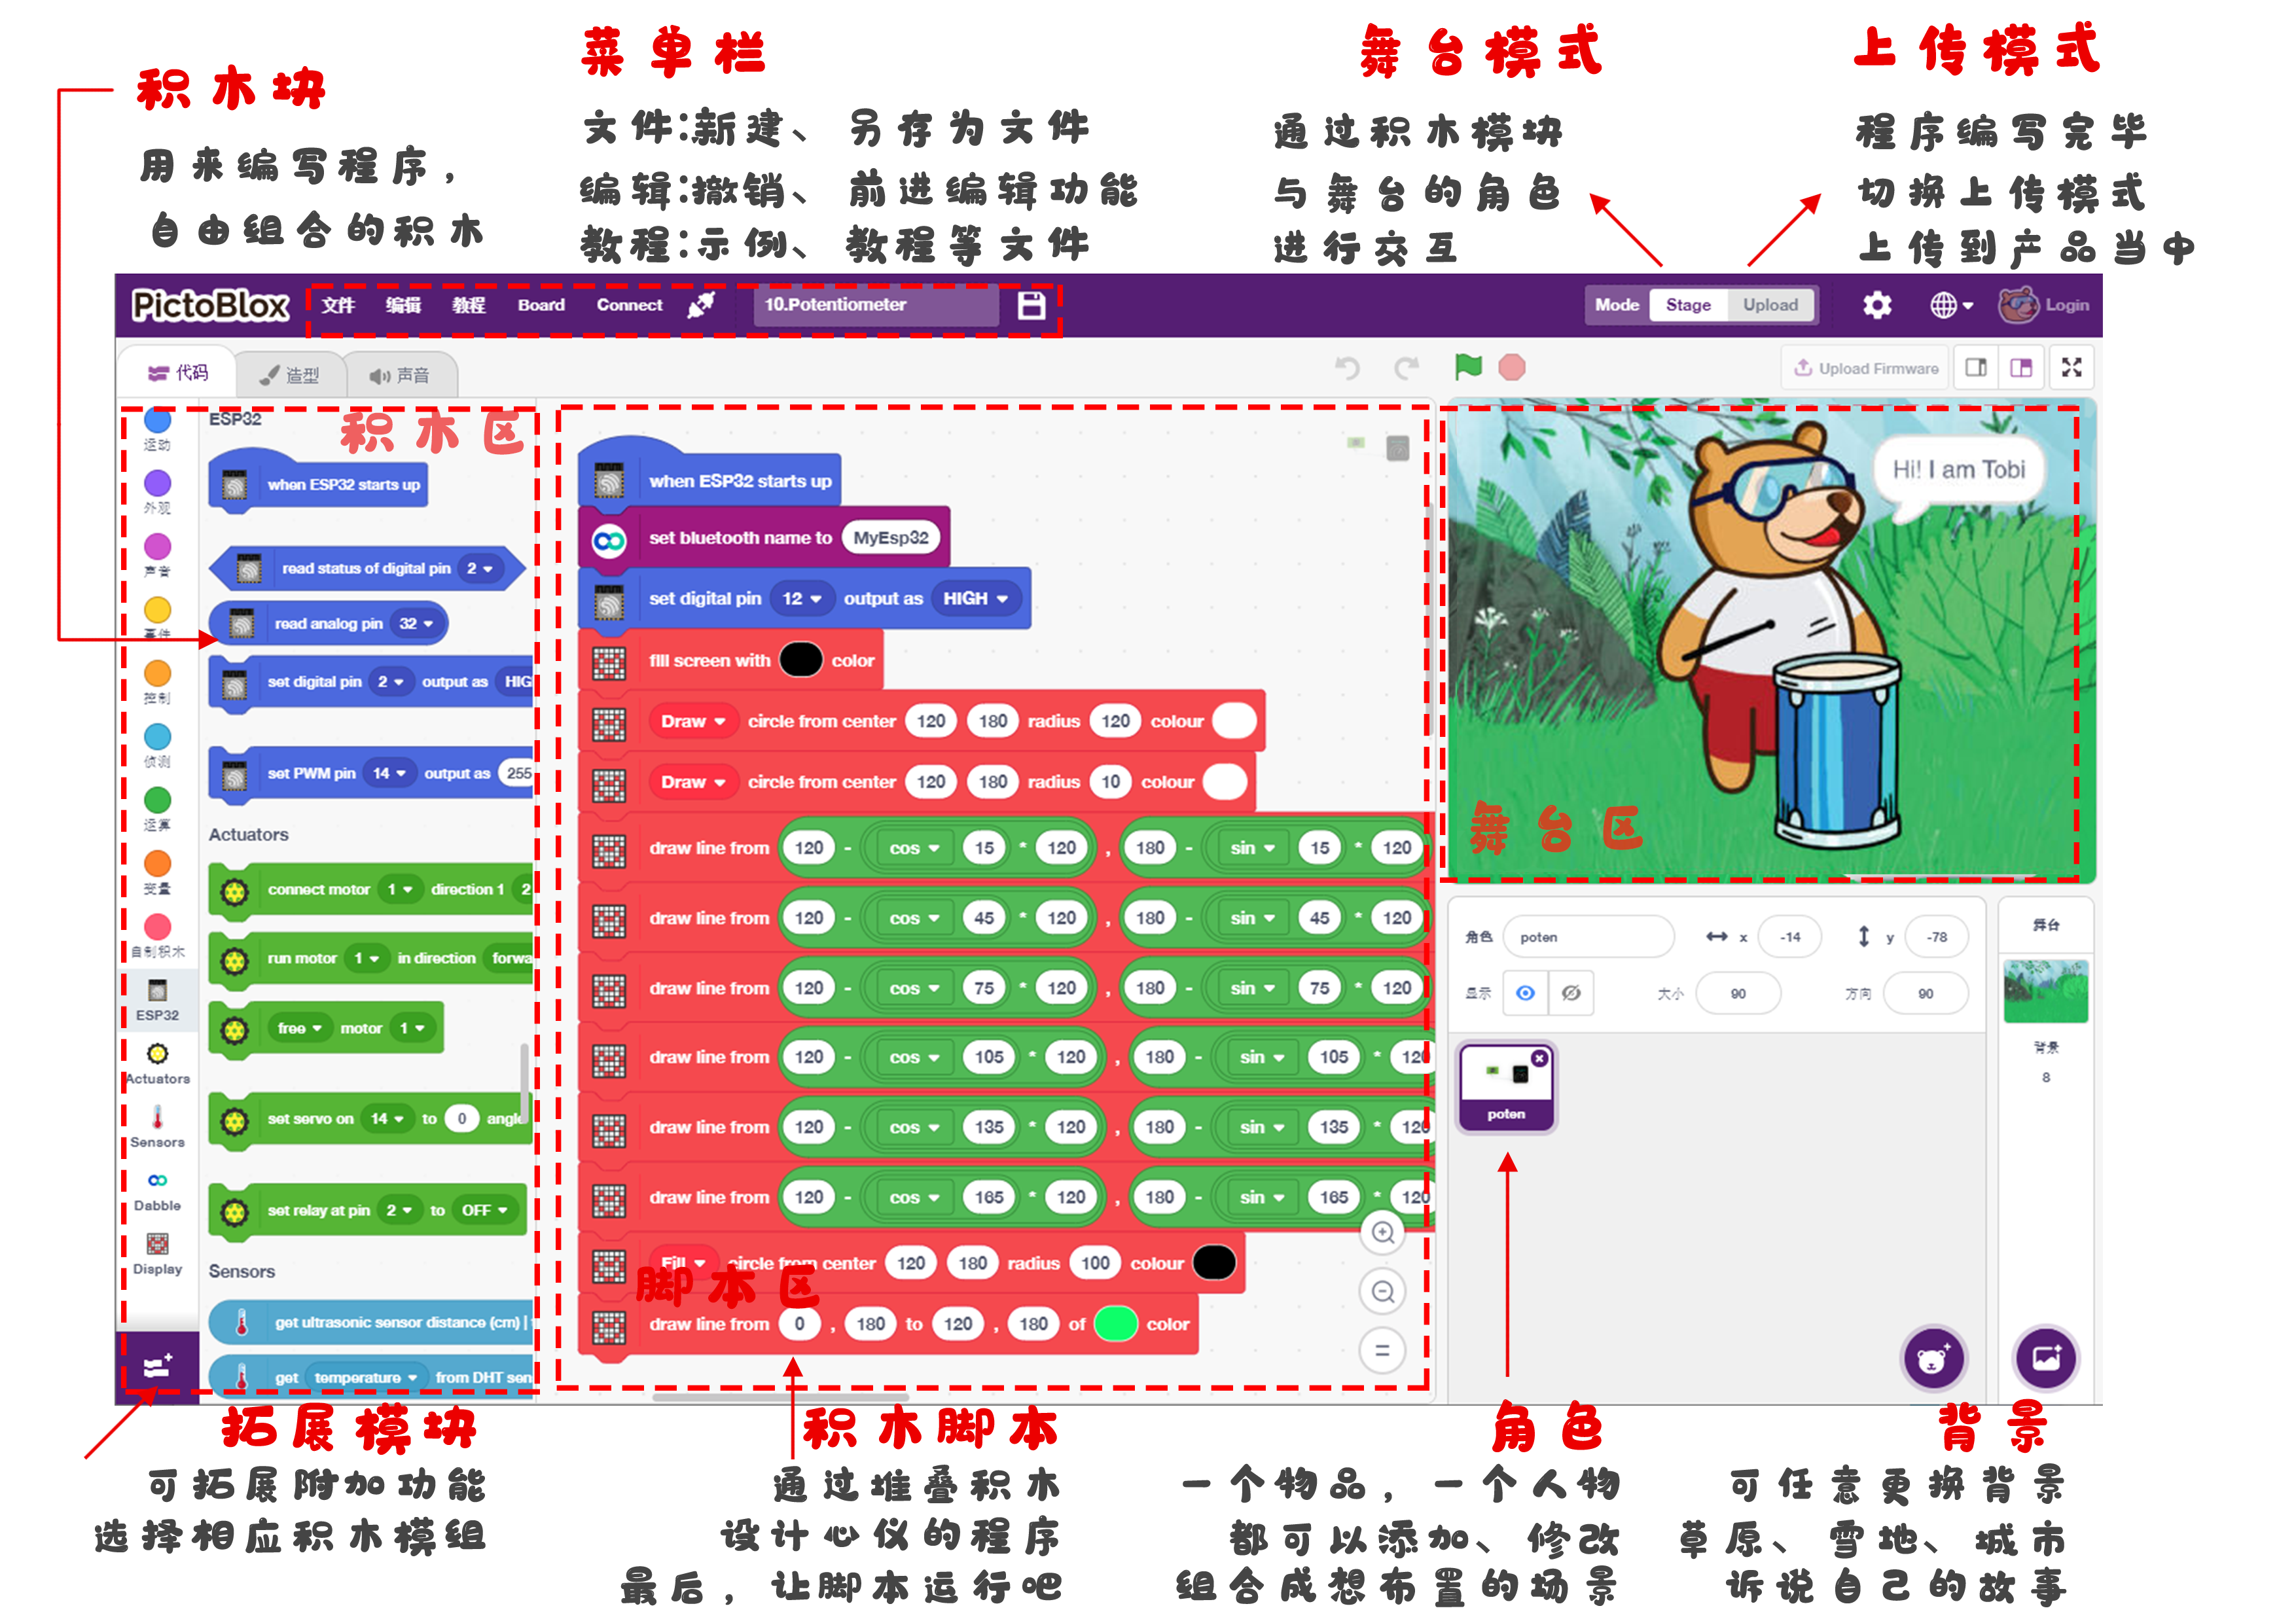 积木块
用来编写程序，
自由组合的积木
菜单栏
文件:新建、另存为文件
编辑:撤销、前进编辑功能
教程:示例、教程等文件
舞台模式
通过积木模块
与舞台的角色
进行交互
上传模式
程序编写完毕
切换上传模式
上传到产品当中
PictoBlox 文件 编辑 教程 Board Connect 10.Potentiometer Mode Stage Upload Login
代码 造型 声音 Upload Firmware
运动
外观
声音
事件
控制
侦测
运算
变量
自制积木
ESP32
Actuators
Sensors
Dabble
Display
ESP32
积木区
when ESP32 starts up
read status of digital pin 2
read analog pin 32
set digital pin 2 output as HIG
set PWM pin 14 output as 255
Actuators
connect motor 1 direction 1 2
run motor 1 in direction forwa
free motor 1
set servo on 14 to 0 angle
set relay at pin 2 to OFF
Sensors
get ultrasonic sensor distance (cm) |
get temperature from DHT sen
when ESP32 starts up
set bluetooth name to MyEsp32
set digital pin 12 output as HIGH
fill screen with color
Draw circle from center 120 180 radius 120 colour
Draw circle from center 120 180 radius 10 colour
draw line from 120 - cos 15 * 120 , 180 - sin 15 * 120
draw line from 120 - cos 45 * 120 , 180 - sin 45 * 120
draw line from 120 - cos 75 * 120 , 180 - sin 75 * 120
draw line from 120 - cos 105 * 120 , 180 - sin 105 * 120
draw line from 120 - cos 135 * 120 , 180 - sin 135 * 120
draw line from 120 - cos 165 * 120 , 180 - sin 165 * 120
Fill circle from center 120 180 radius 100 colour
脚本区
draw line from 0 , 180 to 120 , 180 of color
Hi! I am Tobi
舞台区
角色 poten x -14 y -78
显示 大小 90 方向 90
poten
舞台
背景
8
拓展模块
可拓展附加功能
选择相应积木模组
积木脚本
通过堆叠积木
设计心仪的程序
最后，让脚本运行吧
角色
一个物品，一个人物
都可以添加、修改
组合成想布置的场景
背景
可任意更换背景
草原、雪地、城市
诉说自己的故事